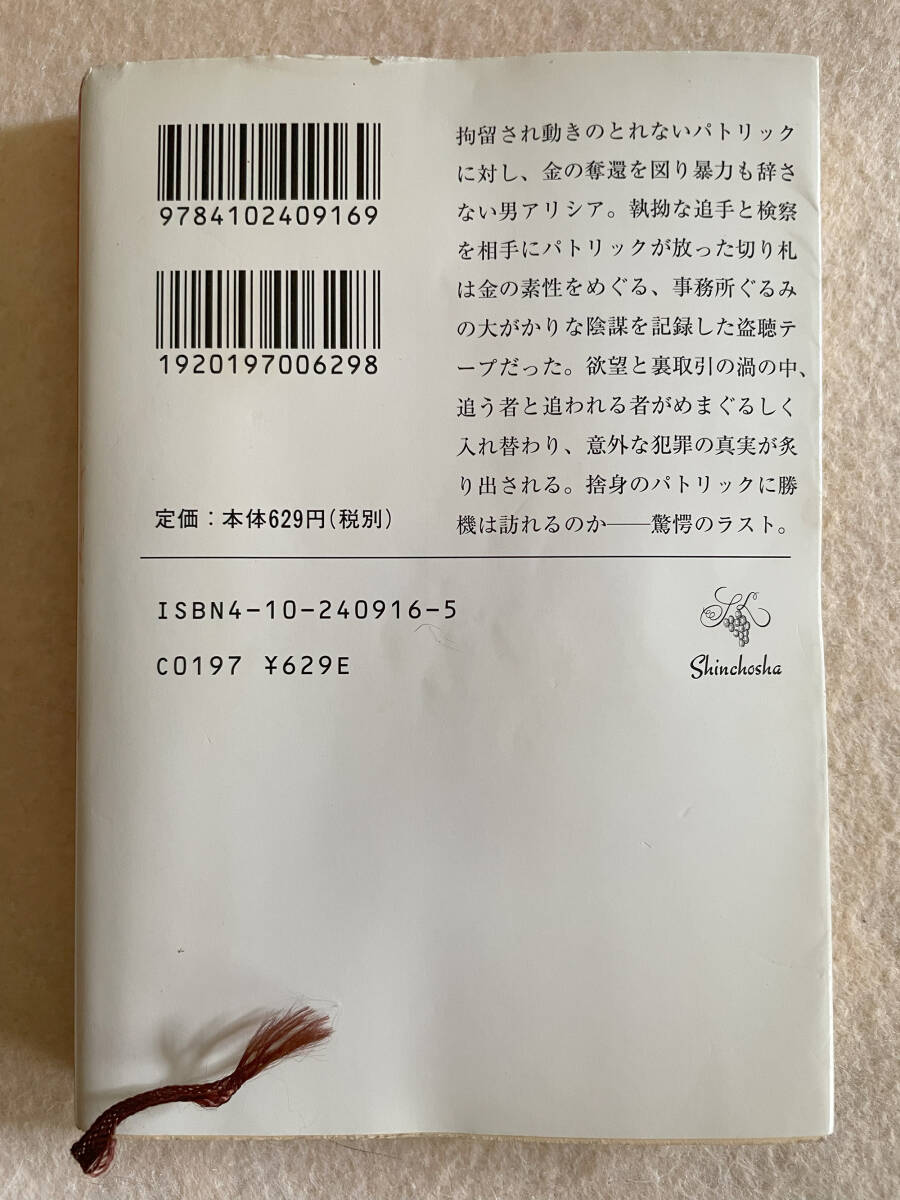 9784102409169
1920197006298
定価：本体629円（税別）
拘留され動きのとれないパトリック
に対し、金の奪還を図り暴力も辞さ
ない男アリシア。執拗な追手と検察
を相手にパトリックが放った切り札
は金の素性をめぐる、事務所ぐるみ
の大がかりな陰謀を記録した盗聴テ
ープだった。欲望と裏取引の渦の中、
追う者と追われる者がめまぐるしく
入れ替わり、意外な犯罪の真実が炙
り出される。捨身のパトリックに勝
機は訪れるのか――驚愕のラスト。
ISBN4-10-240916-5
C0197 ¥629E
Shinchosha